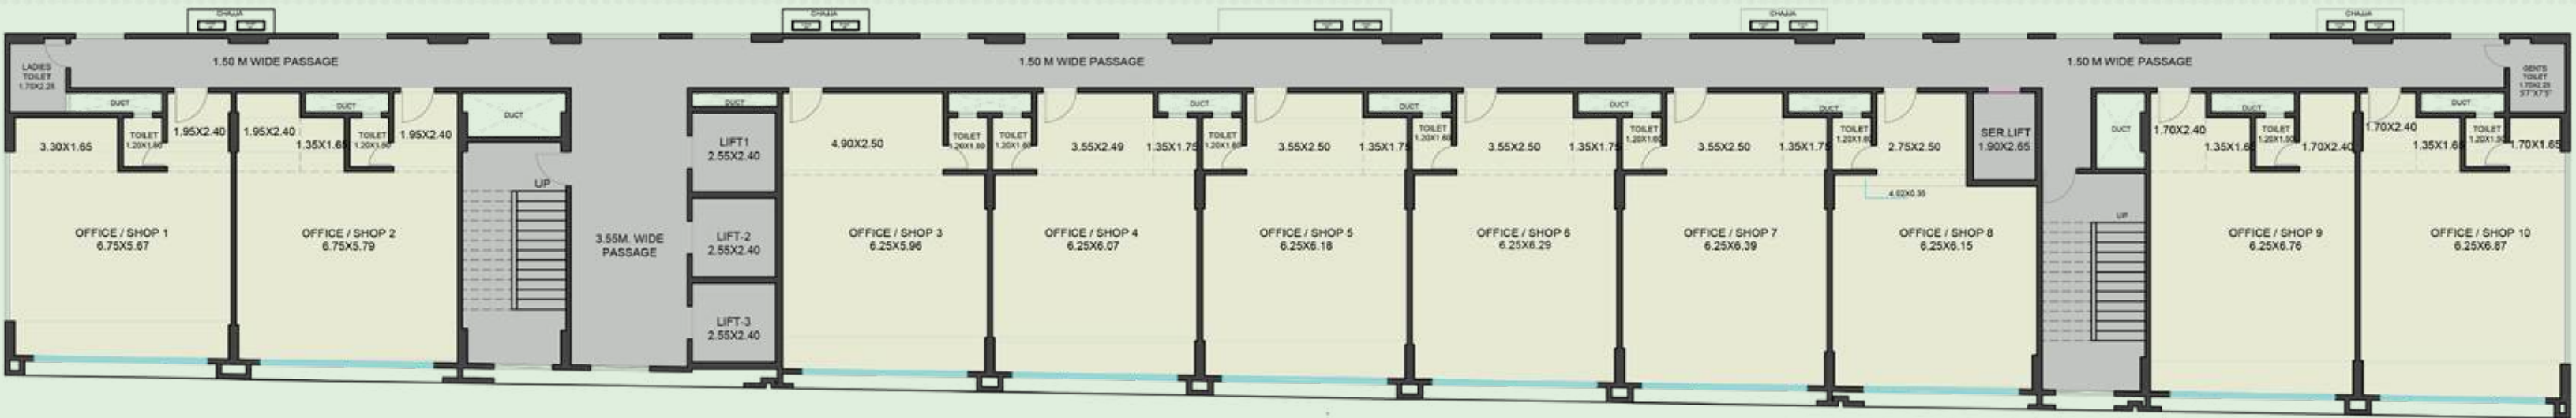 CHAJJA
CHAJJA
CHAJJA
CHAJJA
1.50 M WIDE PASSAGE
1.50 M WIDE PASSAGE
1.50 M WIDE PASSAGE
LADIES
TOILET
1.70X2.25
GENTS
TOILET
1.70X2.25
5'7"X7'5"
DUCT
DUCT
DUCT
DUCT
DUCT
DUCT
DUCT
DUCT
DUCT
DUCT
DUCT
DUCT
3.30X1.65
TOILET
1.20X1.60
1.95X2.40
1.95X2.40
1.35X1.65
TOILET
1.20X1.50
1.95X2.40
LIFT1
2.55X2.40
4.90X2.50
TOILET
1.20X1.60
TOILET
1.20X1.60
3.55X2.49
1.35X1.75
TOILET
1.20X1.60
3.55X2.50
1.35X1.75
TOILET
1.20X1.60
3.55X2.50
1.35X1.75
TOILET
1.20X1.60
3.55X2.50
1.35X1.75
TOILET
1.20X1.60
2.75X2.50
SER.LIFT
1.90X2.65
1.70X2.40
1.35X1.65
TOILET
1.20X1.50
1.70X2.40
1.70X2.40
1.35X1.65
TOILET
1.20X1.50
1.70X1.65
4.02X0.35
UP
UP
OFFICE / SHOP 1
6.75X5.67
OFFICE / SHOP 2
6.75X5.79
3.55M. WIDE
PASSAGE
LIFT-2
2.55X2.40
LIFT-3
2.55X2.40
OFFICE / SHOP 3
6.25X5.96
OFFICE / SHOP 4
6.25X6.07
OFFICE / SHOP 5
6.25X6.18
OFFICE / SHOP 6
6.25X6.29
OFFICE / SHOP 7
6.25X6.39
OFFICE / SHOP 8
6.25X6.15
OFFICE / SHOP 9
6.25X6.76
OFFICE / SHOP 10
6.25X6.87